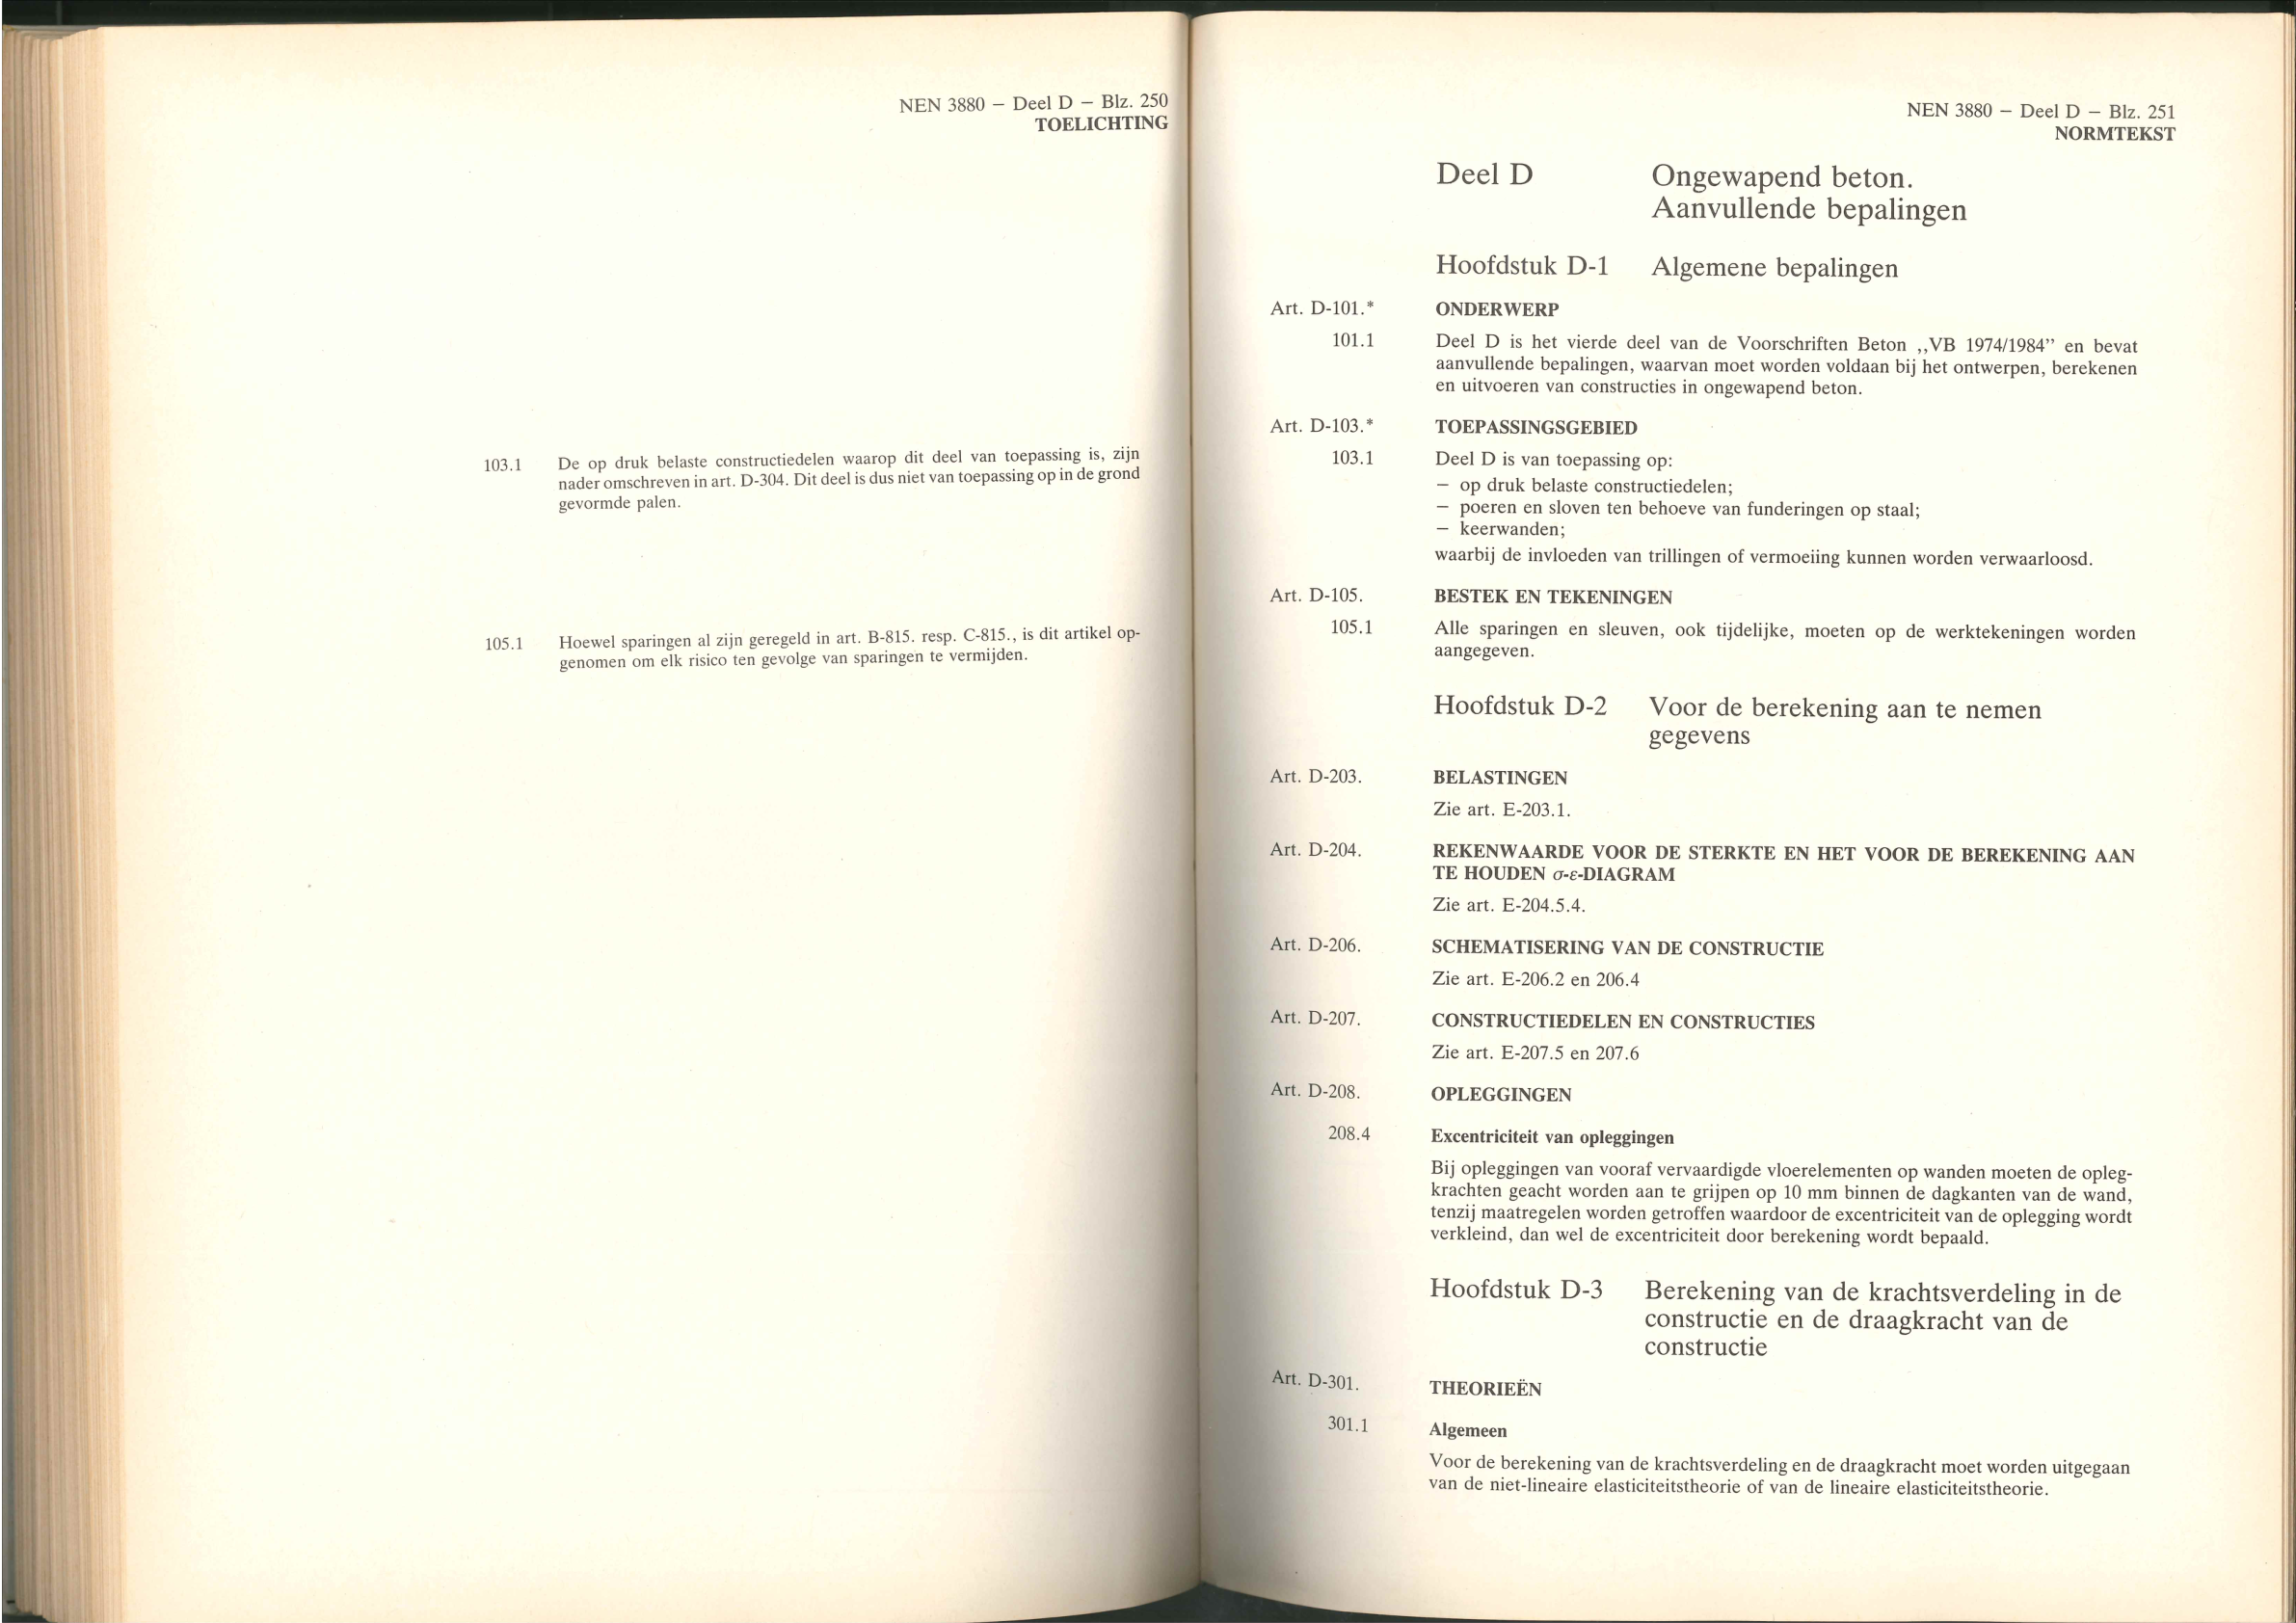 NEN 3880 – Deel D – Blz. 250
TOELICHTING
103.1 De op druk belaste constructiedelen waarop dit deel van toepassing is, zijn
nader omschreven in art. D-304. Dit deel is dus niet van toepassing op in de grond
gevormde palen.
105.1 Hoewel sparingen al zijn geregeld in art. B-815. resp. C-815., is dit artikel op-
genomen om elk risico ten gevolge van sparingen te vermijden.
NEN 3880 – Deel D – Blz. 251
NORMTEKST
Deel D Ongewapend beton.
Aanvullende bepalingen
Hoofdstuk D-1 Algemene bepalingen
Art. D-101.* ONDERWERP
101.1 Deel D is het vierde deel van de Voorschriften Beton ,,VB 1974/1984” en bevat
aanvullende bepalingen, waarvan moet worden voldaan bij het ontwerpen, berekenen
en uitvoeren van constructies in ongewapend beton.
Art. D-103.* TOEPASSINGSGEBIED
103.1 Deel D is van toepassing op:
– op druk belaste constructiedelen;
– poeren en sloven ten behoeve van funderingen op staal;
– keerwanden;
waarbij de invloeden van trillingen of vermoeiing kunnen worden verwaarloosd.
Art. D-105. BESTEK EN TEKENINGEN
105.1 Alle sparingen en sleuven, ook tijdelijke, moeten op de werktekeningen worden
aangegeven.
Hoofdstuk D-2 Voor de berekening aan te nemen
gegevens
Art. D-203. BELASTINGEN
Zie art. E-203.1.
Art. D-204. REKENWAARDE VOOR DE STERKTE EN HET VOOR DE BEREKENING AAN
TE HOUDEN σ-ε-DIAGRAM
Zie art. E-204.5.4.
Art. D-206. SCHEMATISERING VAN DE CONSTRUCTIE
Zie art. E-206.2 en 206.4
Art. D-207. CONSTRUCTIEDELEN EN CONSTRUCTIES
Zie art. E-207.5 en 207.6
Art. D-208. OPLEGGINGEN
208.4 Excentriciteit van opleggingen
Bij opleggingen van vooraf vervaardigde vloerelementen op wanden moeten de opleg-
krachten geacht worden aan te grijpen op 10 mm binnen de dagkanten van de wand,
tenzij maatregelen worden getroffen waardoor de excentriciteit van de oplegging wordt
verkleind, dan wel de excentriciteit door berekening wordt bepaald.
Hoofdstuk D-3 Berekening van de krachtsverdeling in de
constructie en de draagkracht van de
constructie
Art. D-301. THEORIEËN
301.1 Algemeen
Voor de berekening van de krachtsverdeling en de draagkracht moet worden uitgegaan
van de niet-lineaire elasticiteitstheorie of van de lineaire elasticiteitstheorie.